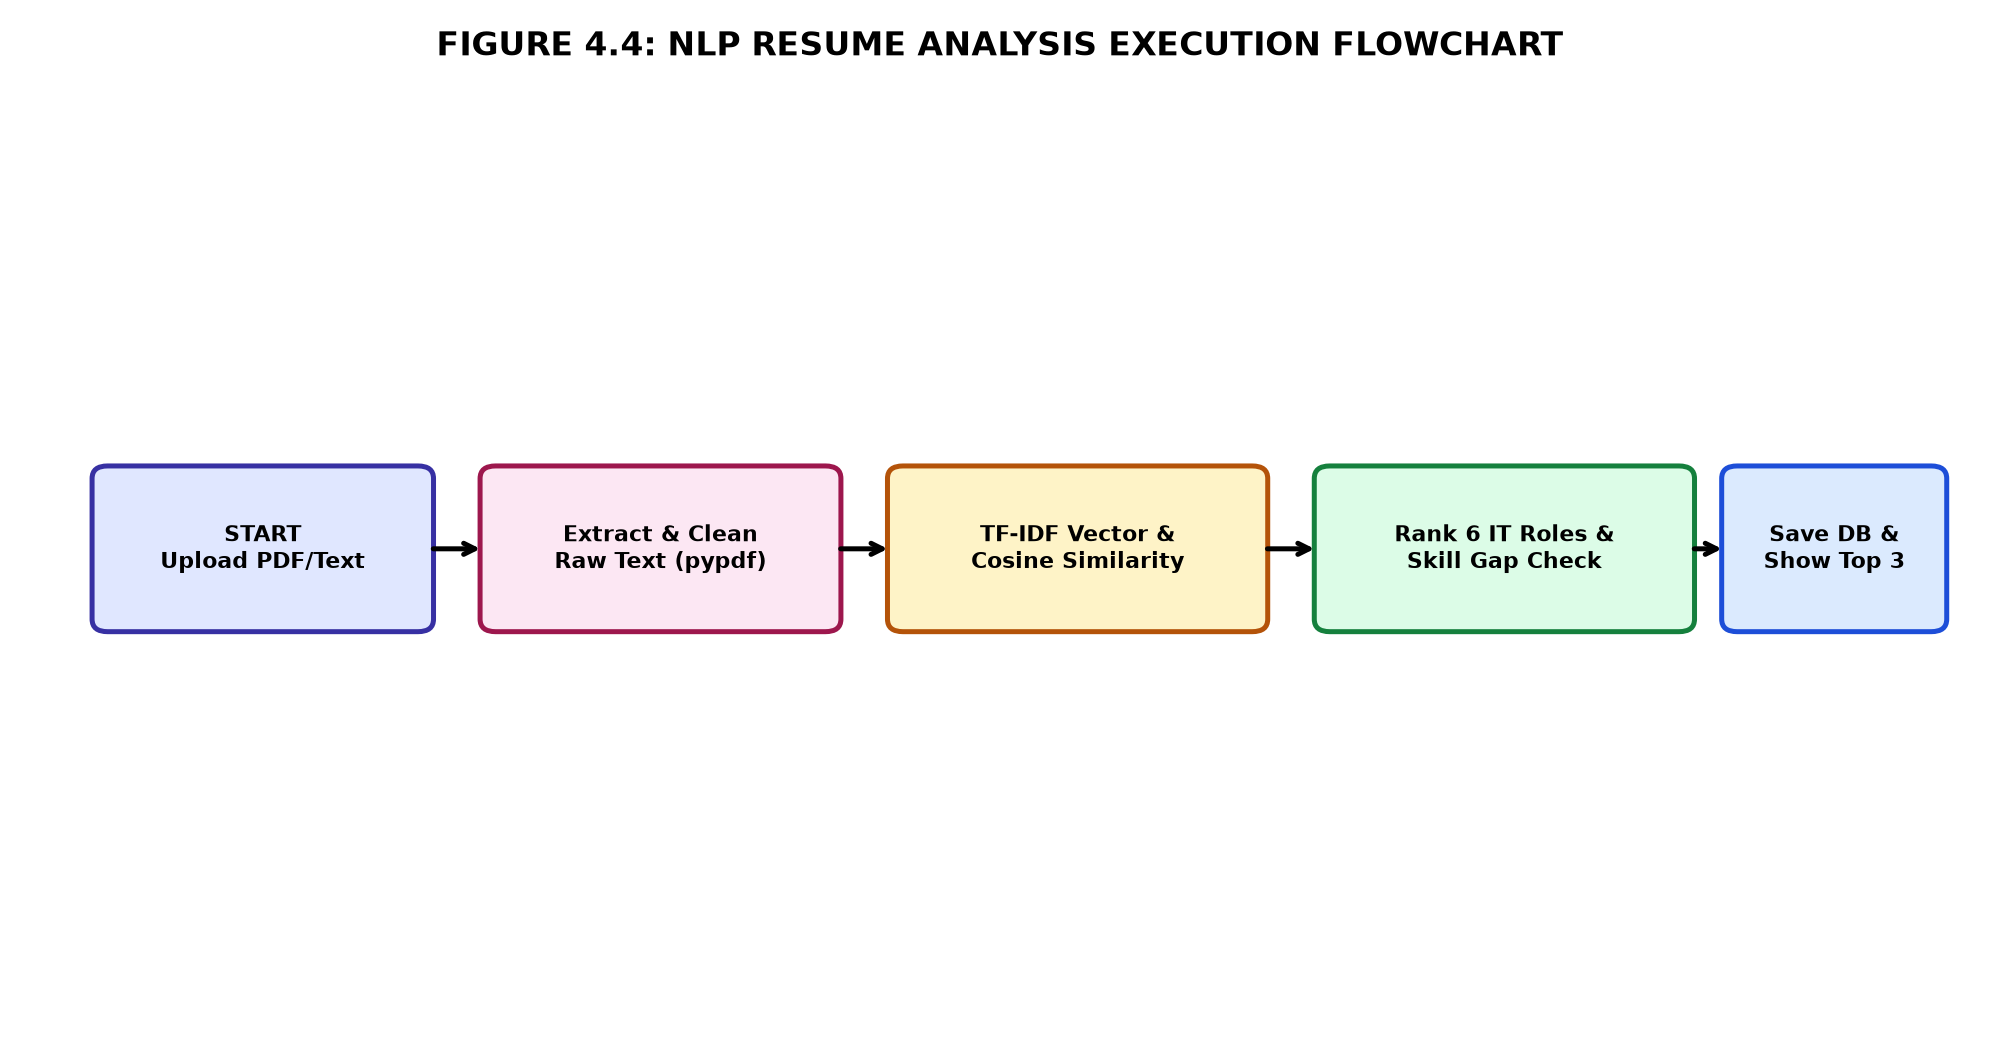 FIGURE 4.4: NLP RESUME ANALYSIS EXECUTION FLOWCHART
START
Upload PDF/Text
Extract & Clean
Raw Text (pypdf)
TF-IDF Vector &
Cosine Similarity
Rank 6 IT Roles &
Skill Gap Check
Save DB &
Show Top 3